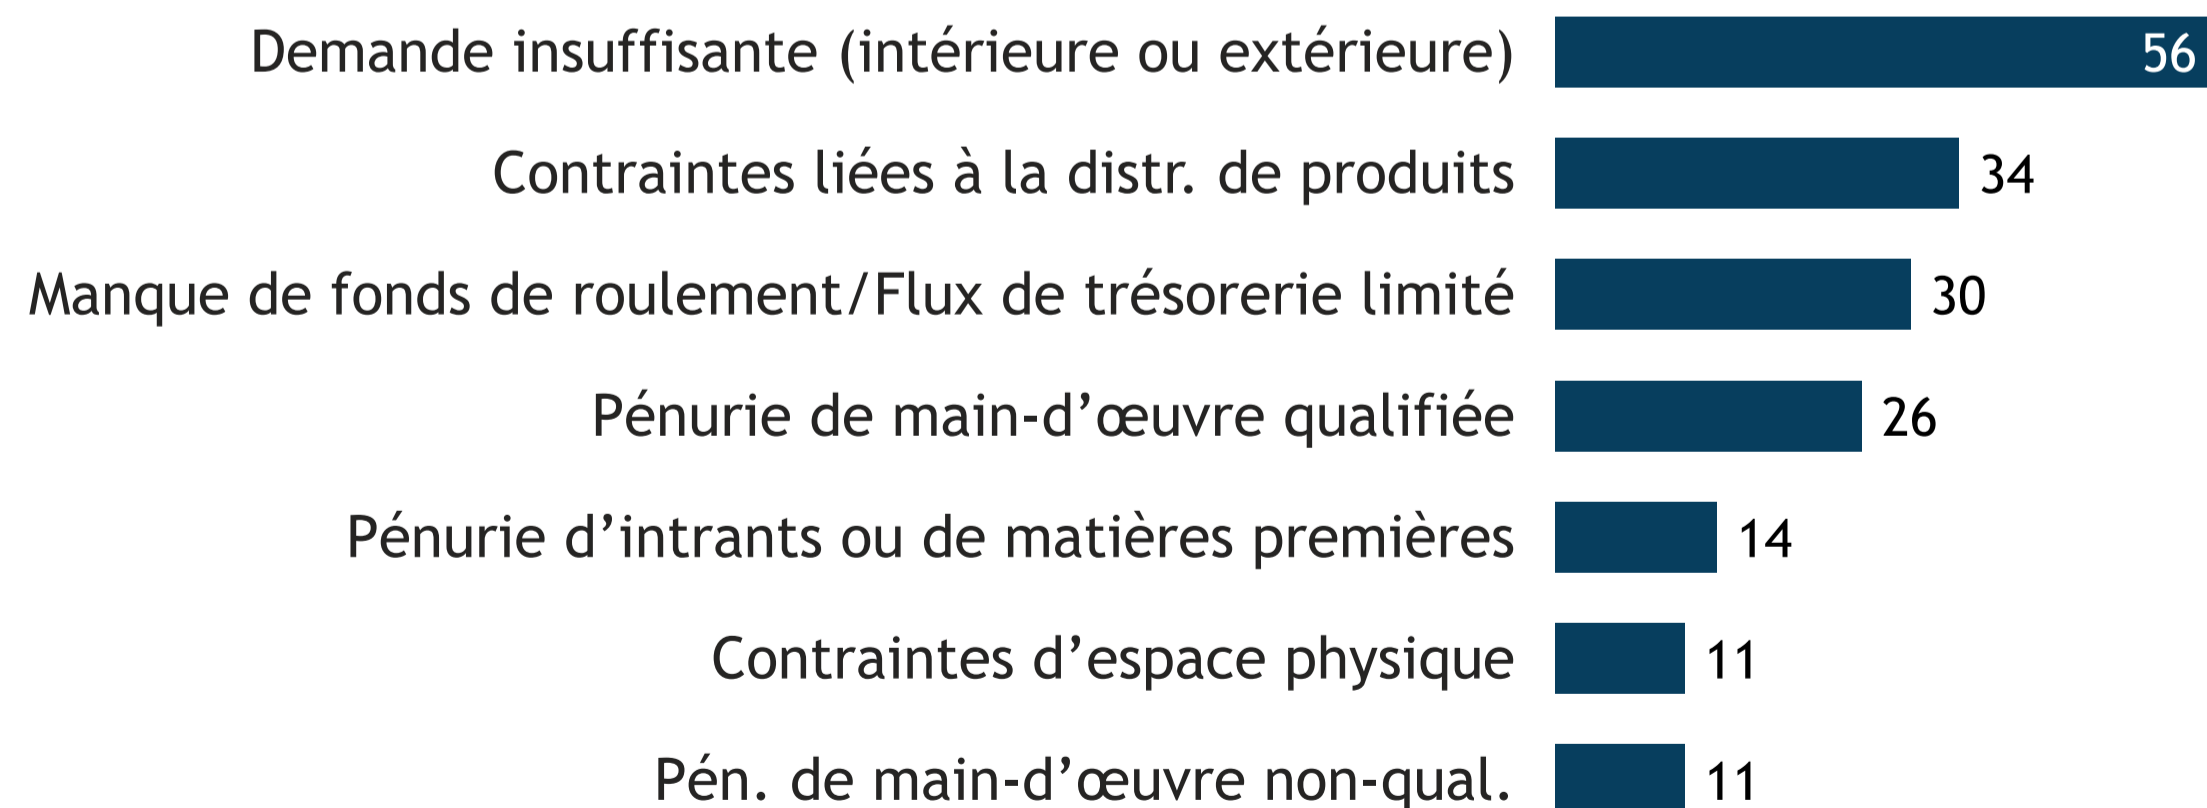 Demande insuffisante (intérieure ou extérieure) 56
Contraintes liées à la distr. de produits 34
Manque de fonds de roulement/Flux de trésorerie limité 30
Pénurie de main-d’œuvre qualifiée 26
Pénurie d’intrants ou de matières premières 14
Contraintes d’espace physique 11
Pén. de main-d’œuvre non-qual. 11